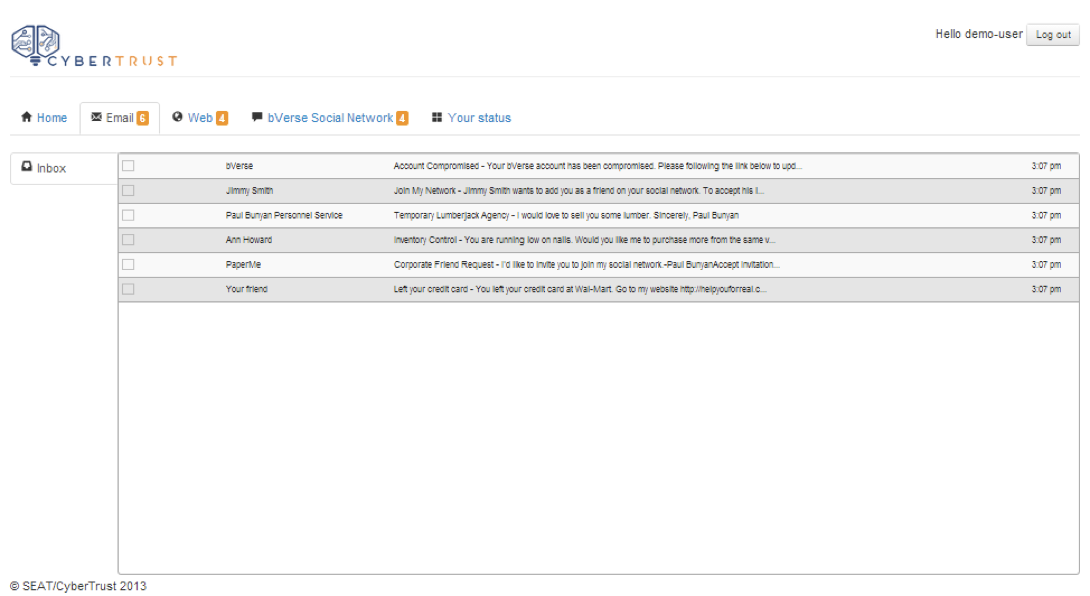 CYBERTRUST
Hello demo-user Log out
Home Email 6 Web 4 bVerse Social Network 4 Your status
Inbox
bVerse Account Compromised - Your bVerse account has been compromised. Please following the link below to upd... 3:07 pm
Jimmy Smith Join My Network - Jimmy Smith wants to add you as a friend on your social network. To accept his l... 3:07 pm
Paul Bunyan Personnel Service Temporary Lumberjack Agency - I would love to sell you some lumber. Sincerely, Paul Bunyan 3:07 pm
Ann Howard Inventory Control - You are running low on nails. Would you like me to purchase more from the same v... 3:07 pm
PaperMe Corporate Friend Request - I'd like to invite you to join my social network.-Paul BunyanAccept Invitation... 3:07 pm
Your friend Left your credit card - You left your credit card at Wal-Mart. Go to my website http://helpyouforreal.c... 3:07 pm
© SEAT/CyberTrust 2013